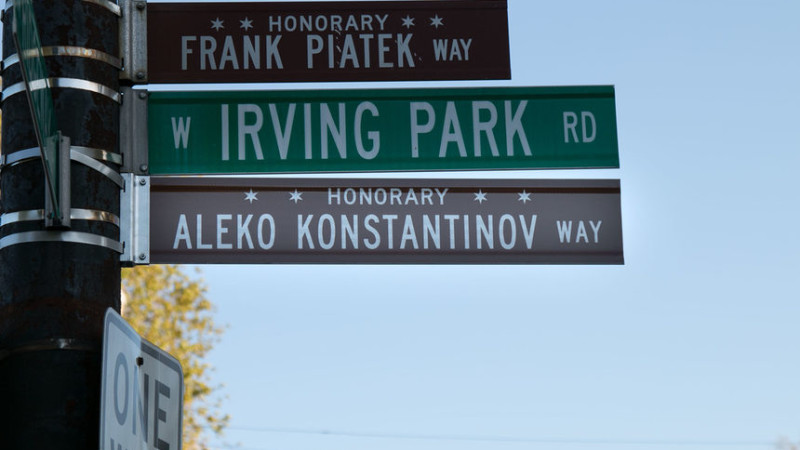 HONORARY
FRANK PIATEK WAY
W IRVING PARK RD
HONORARY
ALEKO KONSTANTINOV WAY
ONE